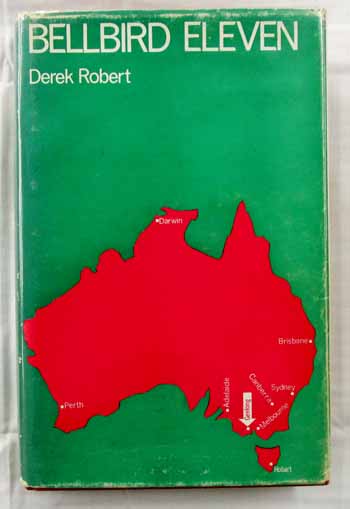 BELLBIRD ELEVEN
Derek Robert
Darwin
Brisbane
Perth
Adelaide
Canberra
Sydney
Geelong
Melbourne
Hobart